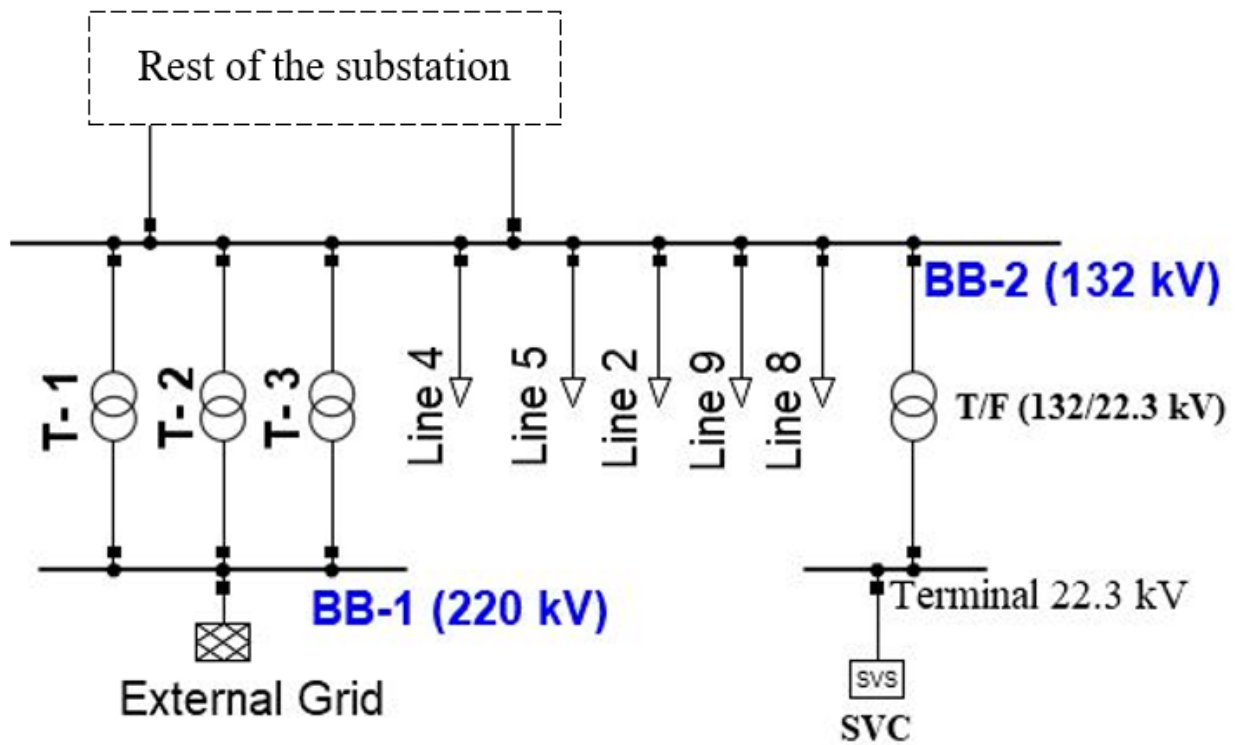 Rest of the substation
BB-2 (132 kV)
T- 1
T- 2
T- 3
Line 4
Line 5
Line 2
Line 9
Line 8
T/F (132/22.3 kV)
BB-1 (220 kV)
Terminal 22.3 kV
External Grid
SVS
SVC